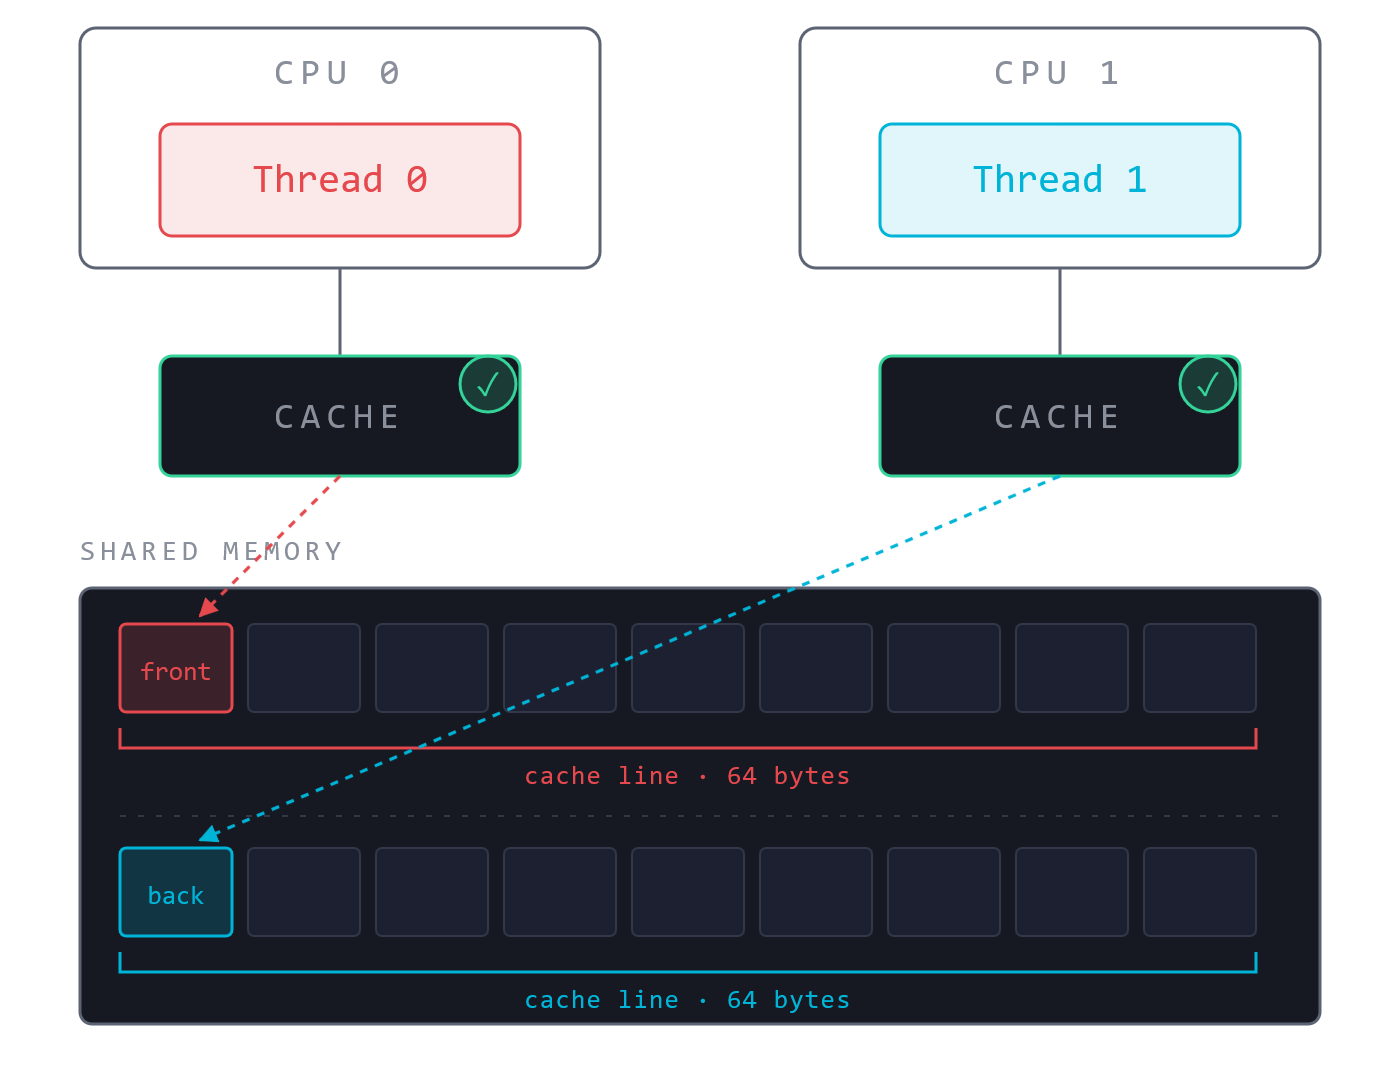 CPU 0
CPU 1
Thread 0
Thread 1
CACHE ✓
CACHE ✓
SHARED MEMORY
front
cache line · 64 bytes
back
cache line · 64 bytes